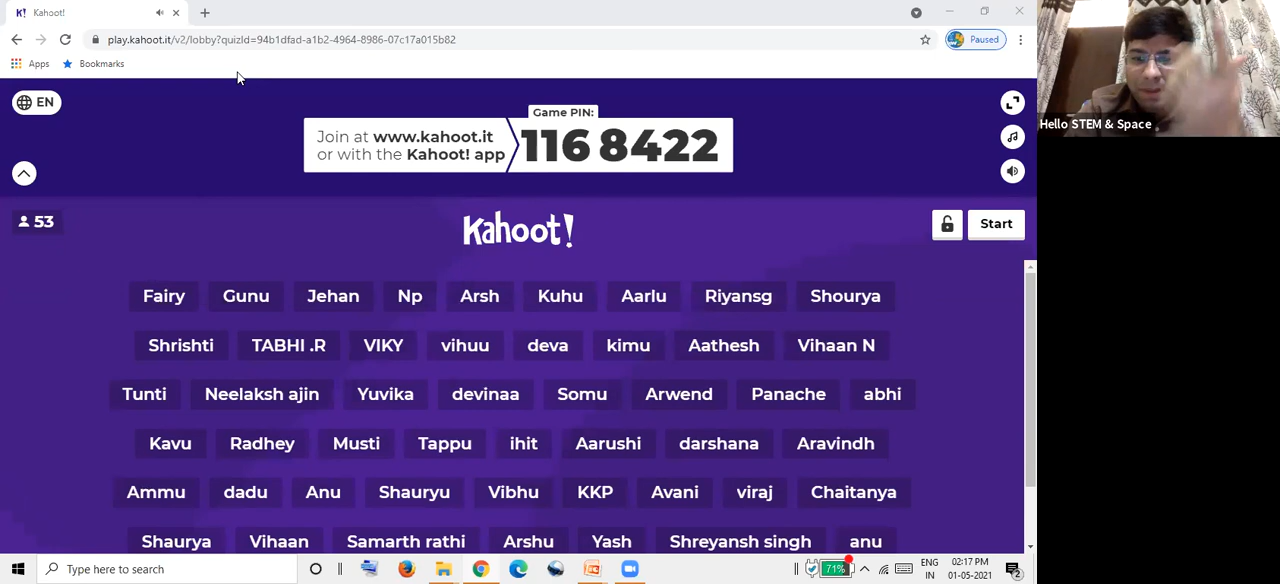 K! Kahoot!
play.kahoot.it/v2/lobby?quizId=94b1dfad-a1b2-4964-8986-07c17a015b82
Paused
Apps Bookmarks
Hello STEM & Space
EN
Game PIN:
Join at www.kahoot.it
or with the Kahoot! app
116 8422
53
Kahoot!
Start
Fairy Gunu Jehan Np Arsh Kuhu Aarlu Riyansg Shourya
Shrishti TABHI .R VIKY vihuu deva kimu Aathesh Vihaan N
Tunti Neelaksh ajin Yuvika devinaa Somu Arwend Panache abhi
Kavu Radhey Musti Tappu ihit Aarushi darshana Aravindh
Ammu dadu Anu Shauryu Vibhu KKP Avani viraj Chaitanya
Shaurya Vihaan Samarth rathi Arshu Yash Shreyansh singh anu
Type here to search
71%
ENG
IN
02:17 PM
01-05-2021
2